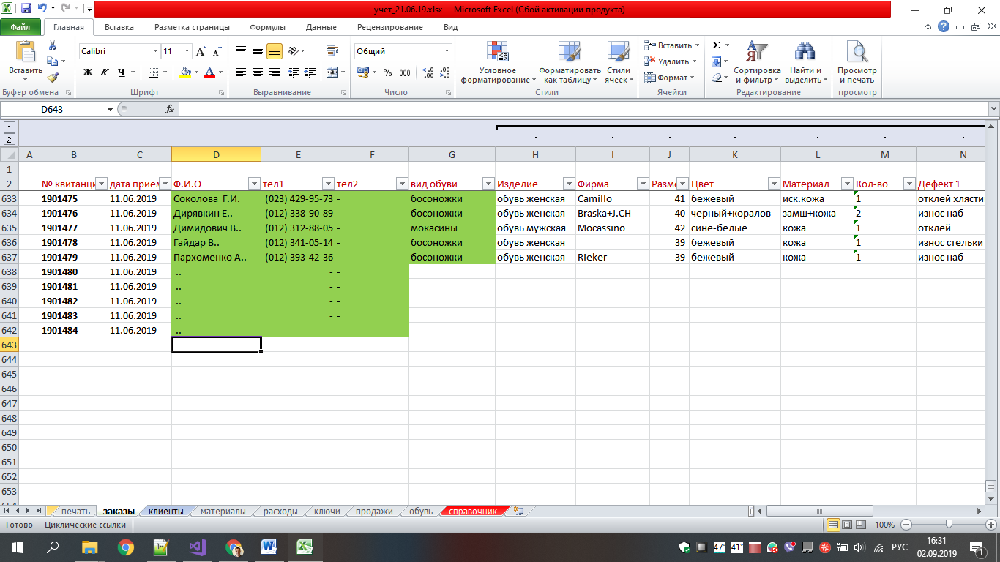 учет_21.06.19.xlsx - Microsoft Excel (Сбой активации продукта)
Файл Главная Вставка Разметка страницы Формулы Данные Рецензирование Вид
Вставить Calibri 11 Общий Условное форматирование Форматировать как таблицу Стили ячеек Вставить Удалить Формат Сортировка и фильтр Найти и выделить Просмотр и печать
Ж К Ч % 000
Буфер обмена Шрифт Выравнивание Число Стили Ячейки Редактирование просмотр
D643 fx
1
2
A B C D E F G H I J K L M N
1
2 № квитанци дата прием Ф.И.О тел1 тел2 вид обуви Изделие Фирма Разме Цвет Материал Кол-во Дефект 1
633 1901475 11.06.2019 Соколова Г.И. (023) 429-95-73 - босоножки обувь женская Camillo 41 бежевый иск.кожа 1 отклей хлястик
634 1901476 11.06.2019 Дирявкин Е.. (012) 338-90-89 - босоножки обувь женская Braska+J.CH 40 черный+коралов замш+кожа 2 износ наб
635 1901477 11.06.2019 Димидович В.. (012) 312-88-05 - мокасины обувь мужская Mocassino 42 сине-белые кожа 1 отклей
636 1901478 11.06.2019 Гайдар В.. (012) 341-05-14 - босоножки обувь женская 39 бежевый кожа 1 износ стельки
637 1901479 11.06.2019 Пархоменко А.. (012) 393-42-36 - босоножки обувь женская Rieker 39 бежевый кожа 1 износ наб
638 1901480 11.06.2019 .. - -
639 1901481 11.06.2019 .. - -
640 1901482 11.06.2019 .. - -
641 1901483 11.06.2019 .. - -
642 1901484 11.06.2019 .. - -
643
644
645
646
647
648
649
650
651
652
653
печать заказы клиенты материалы расходы ключи продажи обувь справочник
Готово Циклические ссылки 100%
47° 41° РУС 16:31
02.09.2019 1